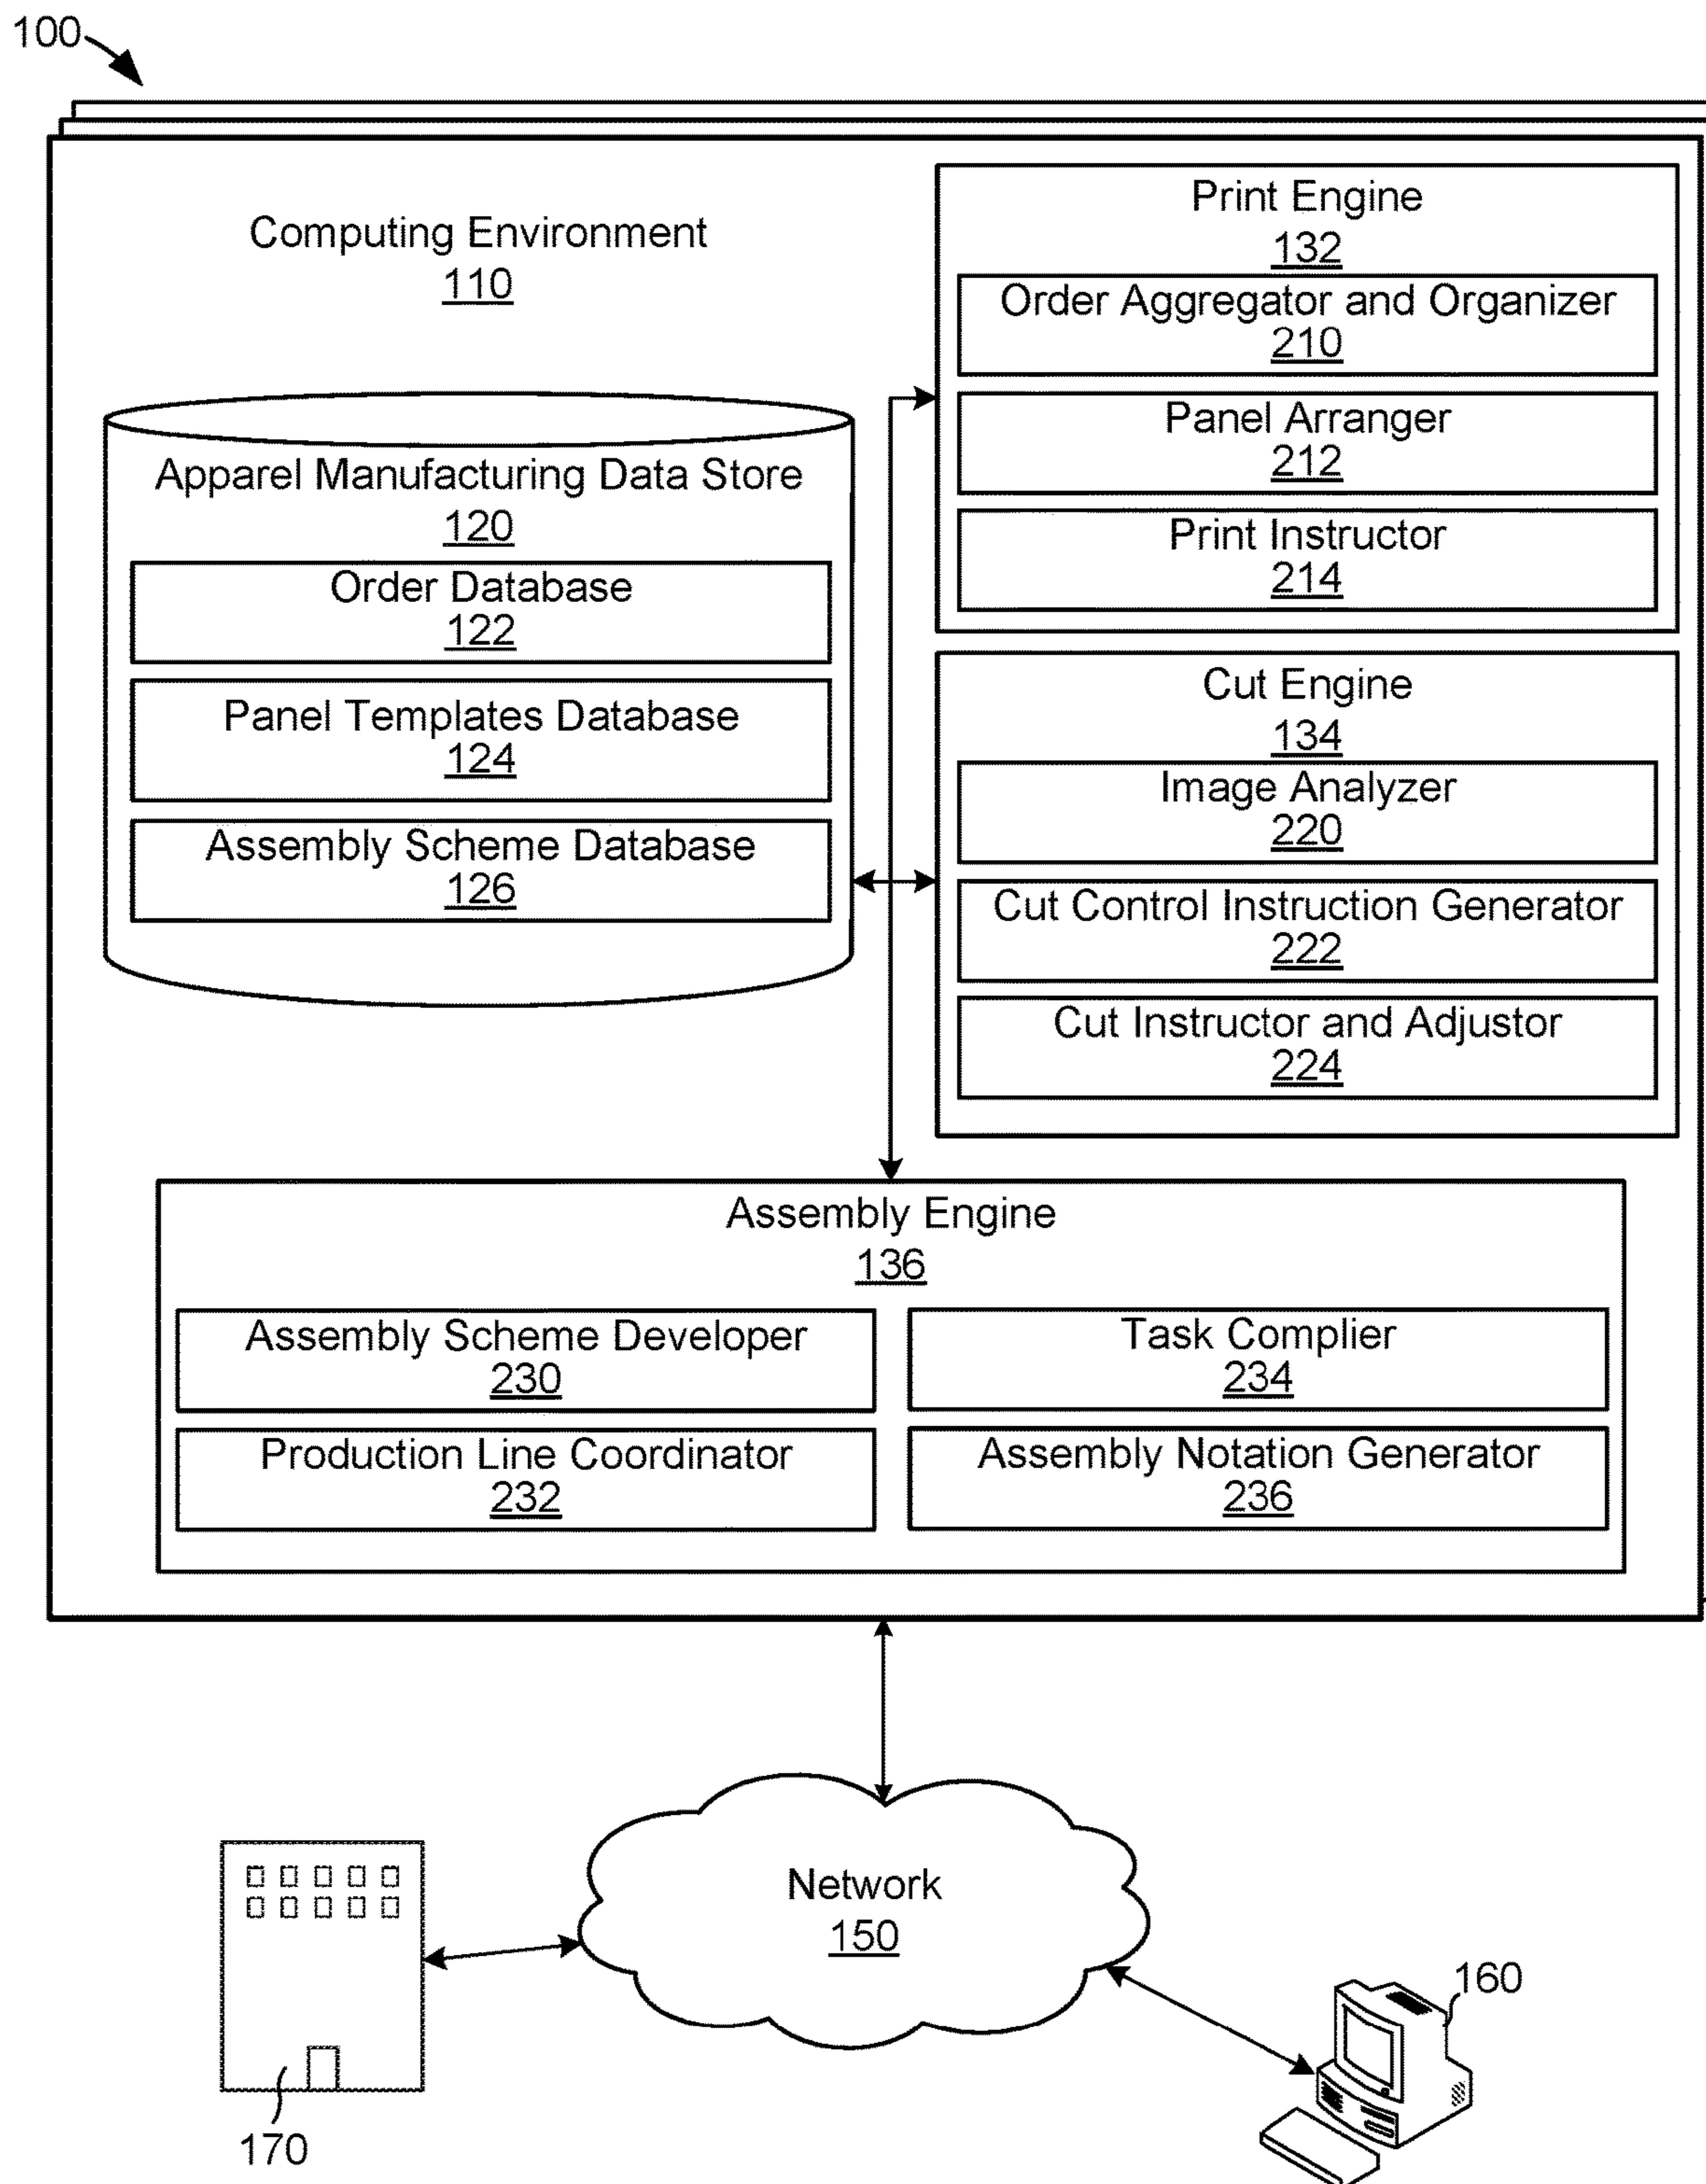 100
Computing Environment
110
Apparel Manufacturing Data Store
120
Order Database
122
Panel Templates Database
124
Assembly Scheme Database
126
Print Engine
132
Order Aggregator and Organizer
210
Panel Arranger
212
Print Instructor
214
Cut Engine
134
Image Analyzer
220
Cut Control Instruction Generator
222
Cut Instructor and Adjustor
224
Assembly Engine
136
Assembly Scheme Developer
230
Production Line Coordinator
232
Task Complier
234
Assembly Notation Generator
236
Network
150
160
170